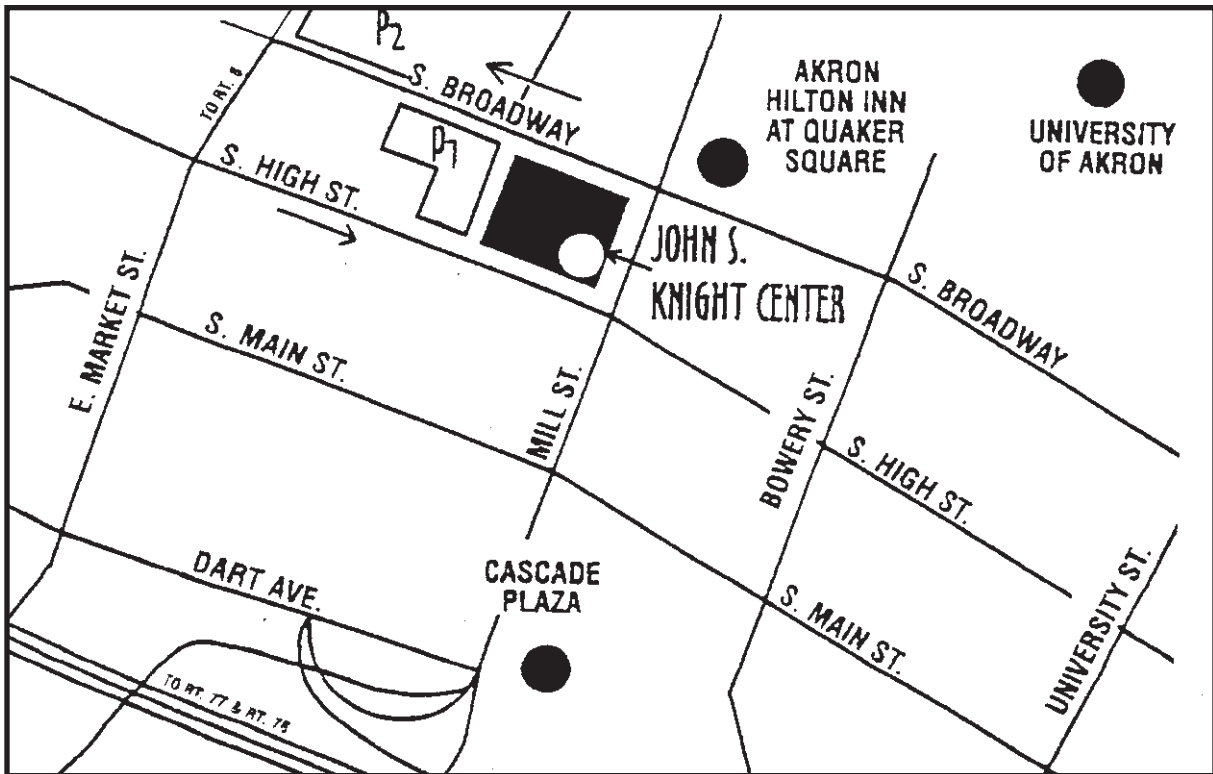 P2
TO RT. 8
S. BROADWAY
AKRON
HILTON INN
AT QUAKER
SQUARE
UNIVERSITY
OF AKRON
P1
S. HIGH ST.
JOHN S.
KNIGHT CENTER
E. MARKET ST.
S. MAIN ST.
MILL ST.
BOWERY ST.
S. BROADWAY
S. HIGH ST.
DART AVE.
CASCADE
PLAZA
S. MAIN ST.
UNIVERSITY ST.
TO RT. 77 & RT. 76